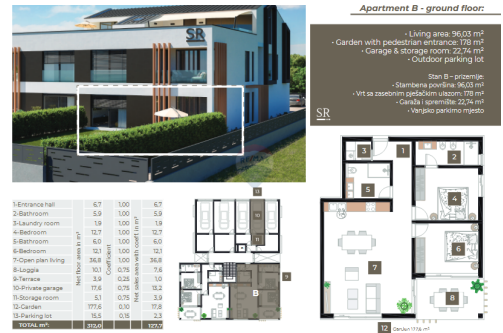 Apartment B - ground floor:
• Living area: 96,03 m²
• Garden with pedestrian entrance: 178 m²
• Garage & storage room: 22,74 m²
• Outdoor parking lot
Stan B – prizemlje:
• Stambena površina: 96,03 m²
• Vrt sa zasebnim pješačkim ulazom: 178 m²
• Garaža i spremište: 22,74 m²
• Vanjsko parkirno mjesto
SR
SR
1-Entrance hall 6,7 1,00 6,7
2-Bathroom 5,9 1,00 5,9
3-Laundry room 1,9 1,00 1,9
4-Bedroom 12,7 1,00 12,7
5-Bathroom 6,0 1,00 6,0
6-Bedroom 12,1 1,00 12,1
7-Open plan living 36,8 1,00 36,8
8-Loggia 10,1 0,75 7,6
9-Terrace 3,9 0,25 1,0
10-Private garage 17,6 0,75 13,2
11-Storage room 5,1 0,75 3,9
12-Garden 177,6 0,10 17,8
13-Parking lot 15,5 0,15 2,3
TOTAL m²: 312,0 127,7
Net floor area in m²
Coefficient
Net sales area with coeff. in m²
13
10
11
B
3
1
2
5
4
6
7
8
12